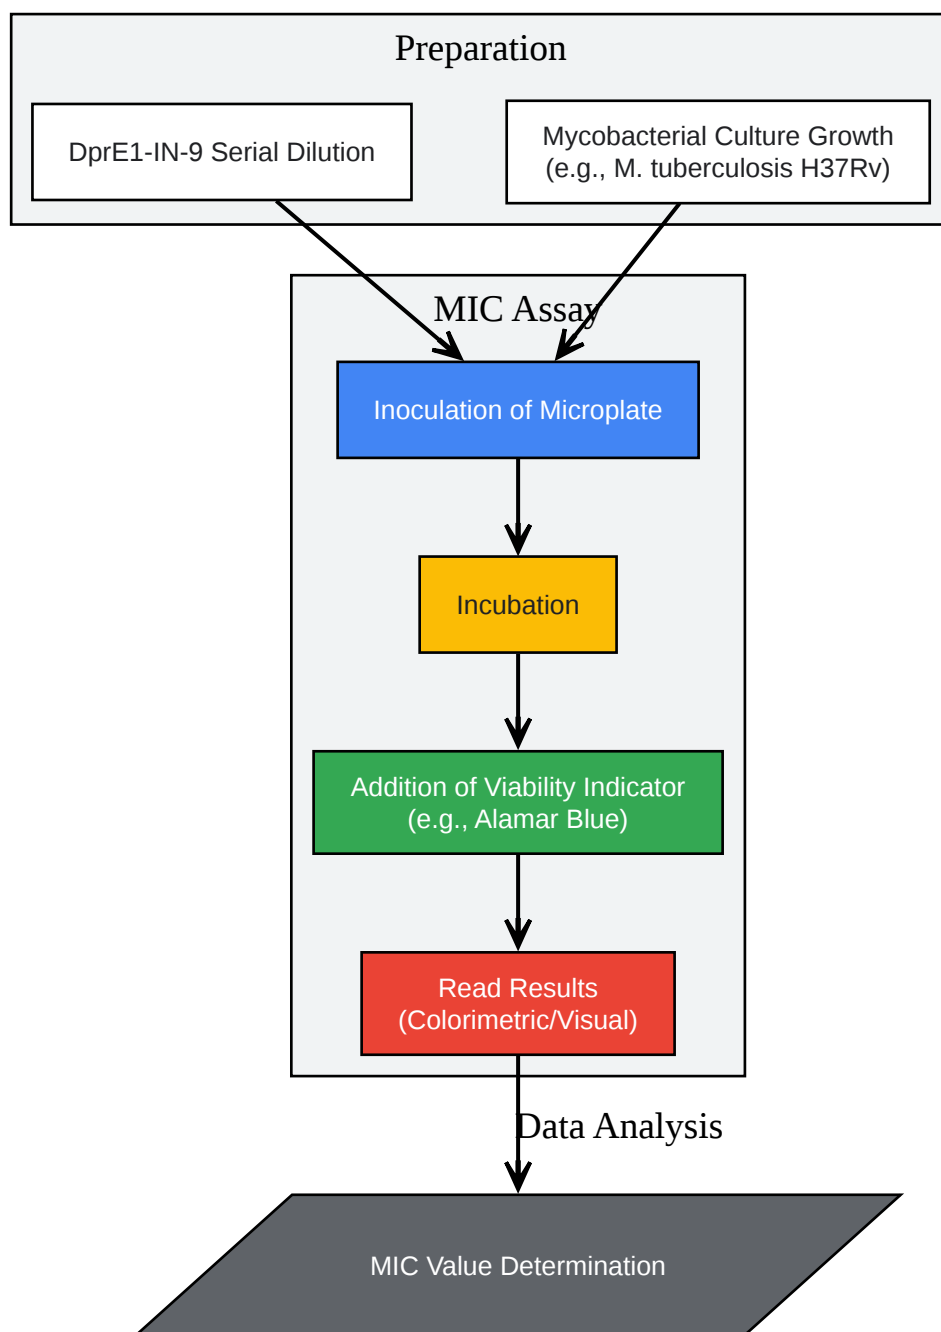 Preparation
DprE1-IN-9 Serial Dilution
Mycobacterial Culture Growth
(e.g., M. tuberculosis H37Rv)
MIC Assay
Inoculation of Microplate
Incubation
Addition of Viability Indicator
(e.g., Alamar Blue)
Read Results
(Colorimetric/Visual)
Data Analysis
MIC Value Determination